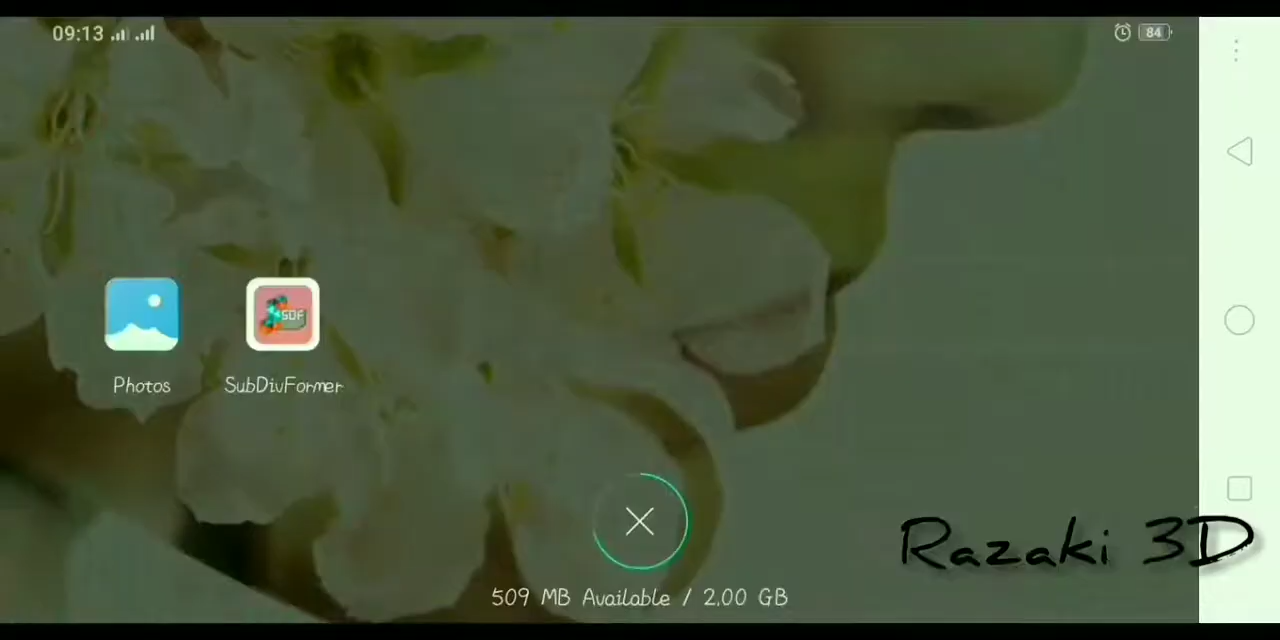 09:13
84
SDF
Photos
SubDivFormer
Razaki 3D
509 MB Available / 2.00 GB